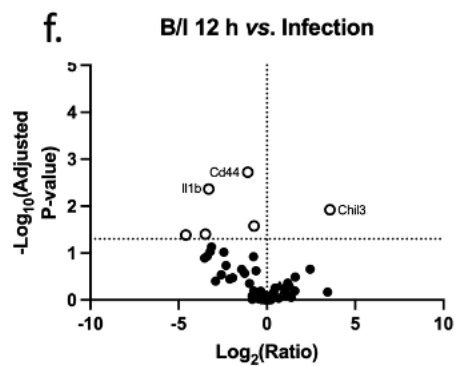 f.
B/I 12 h vs. Infection
-Log10(Adjusted
P-value)
5
4
3
2
1
0
Cd44
Il1b
Chil3
-10
-5
0
5
10
Log2(Ratio)